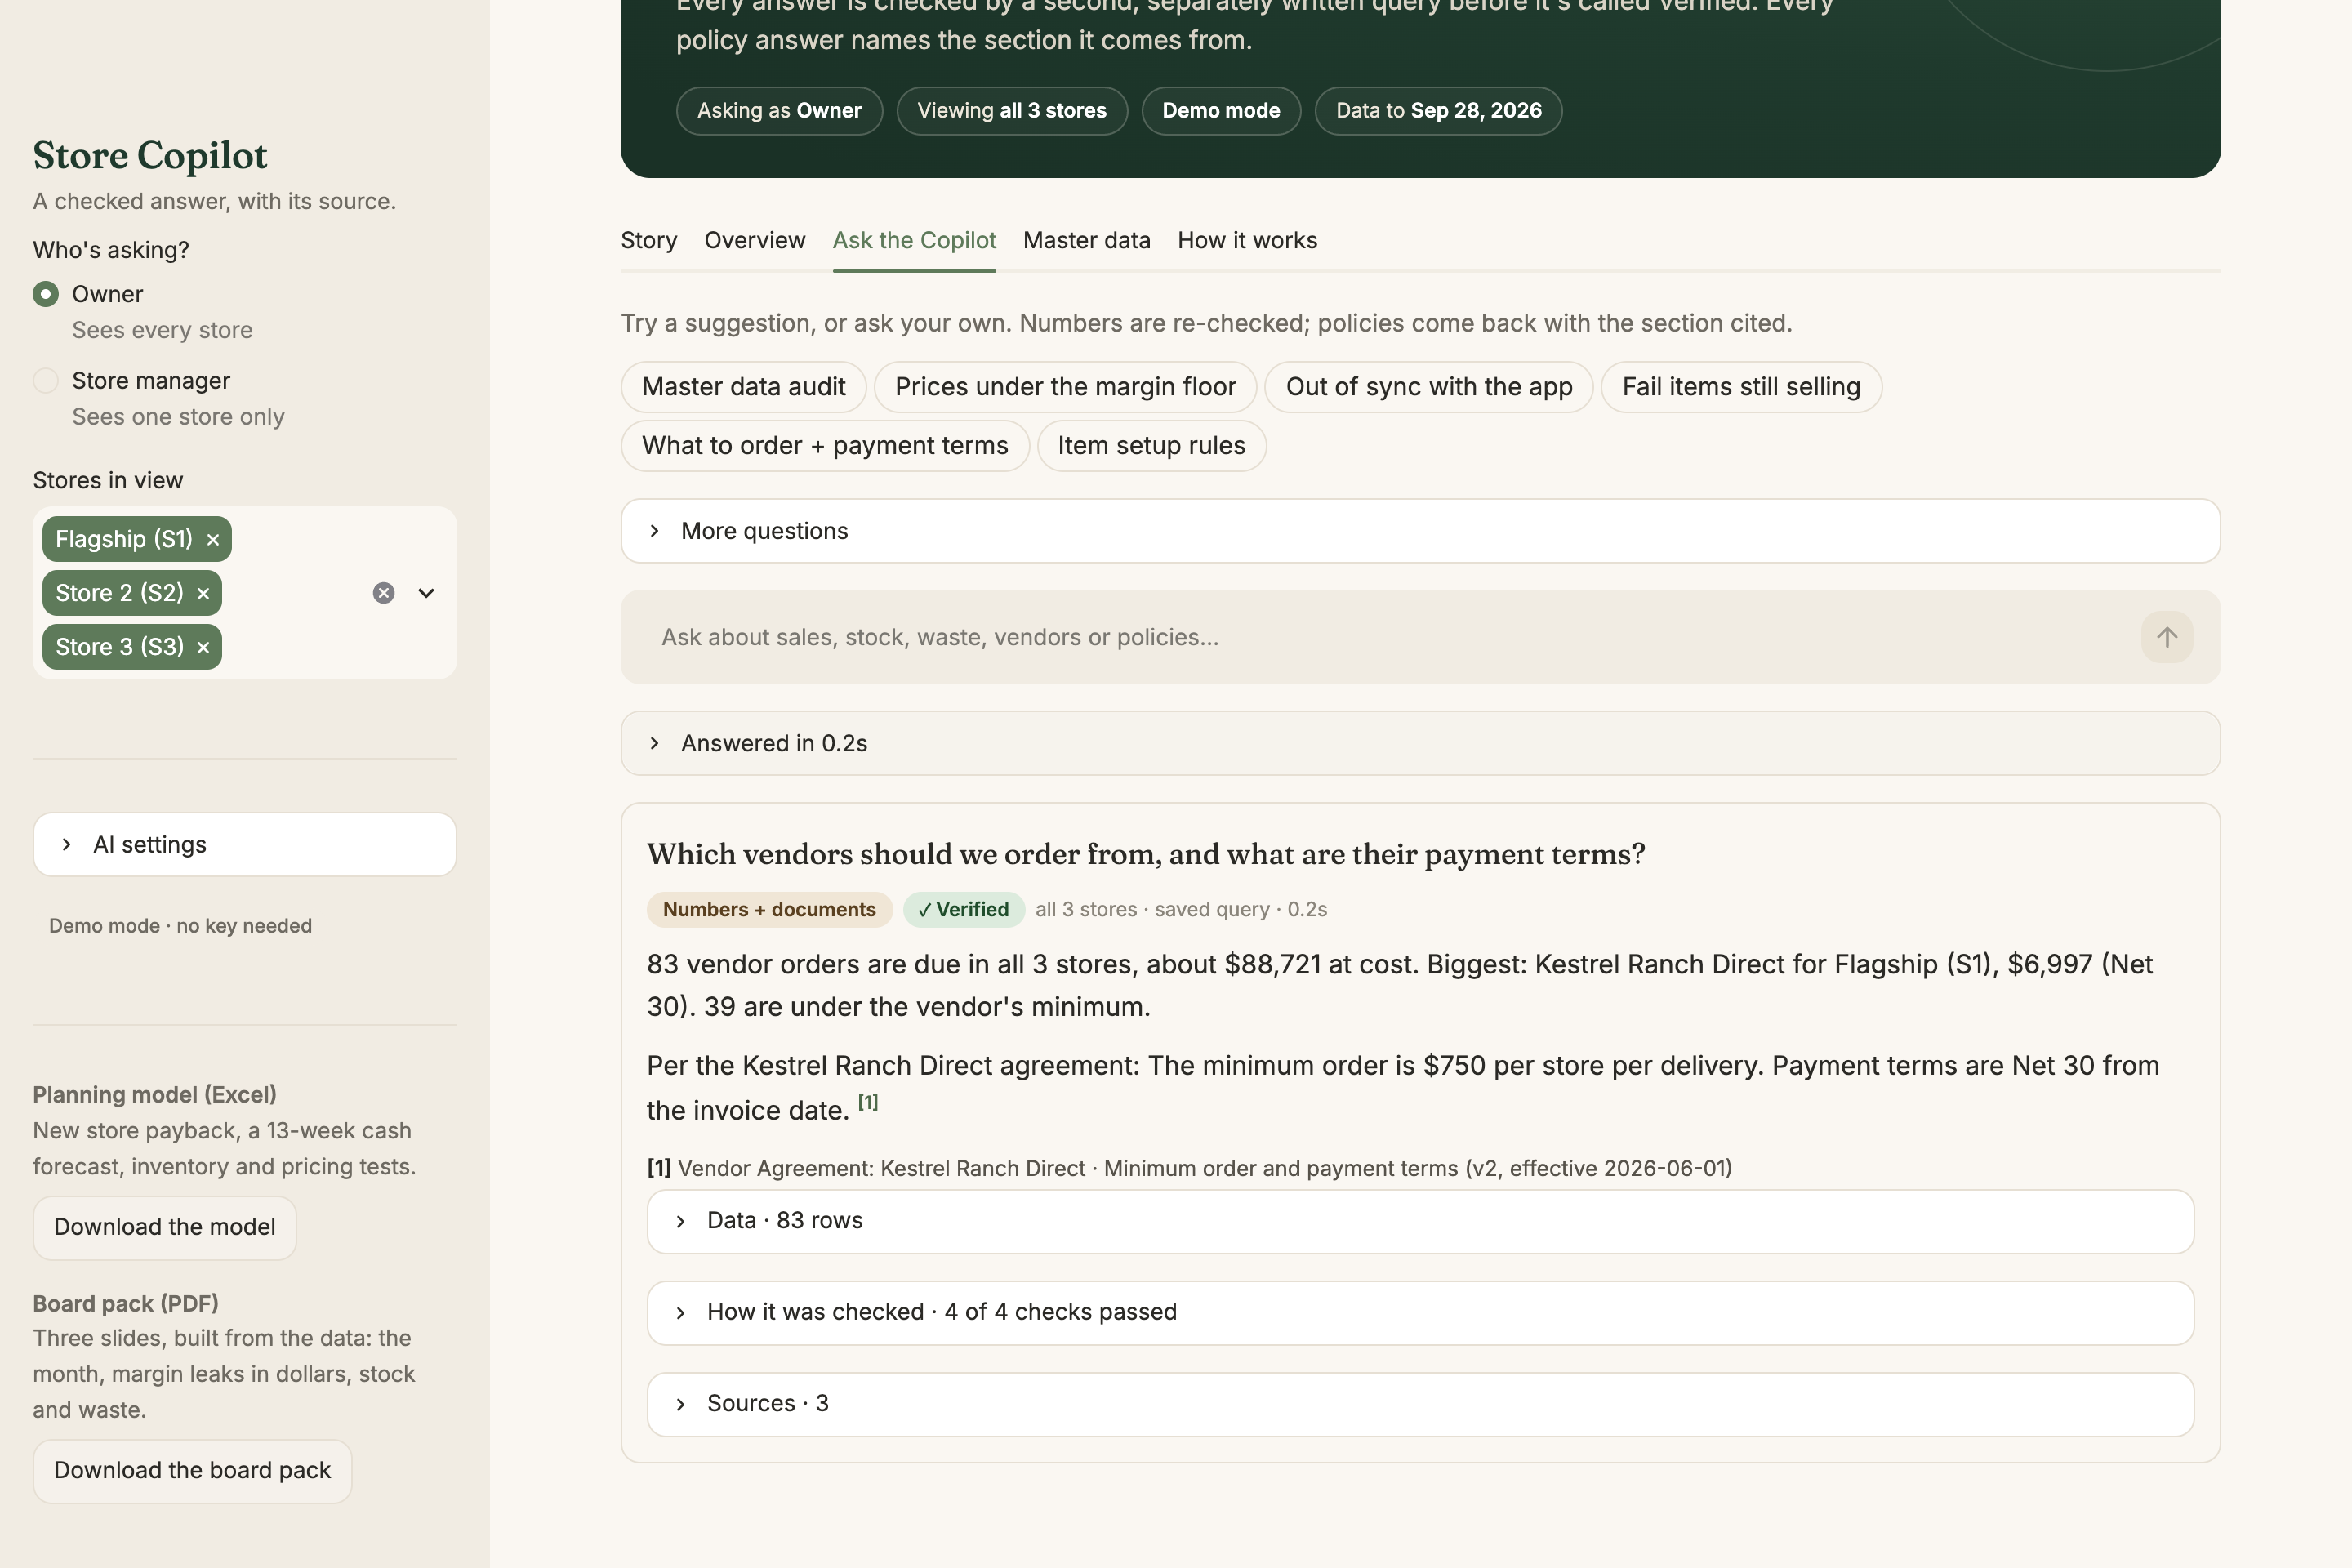 Store Copilot
A checked answer, with its source.
Who's asking?
Owner
Sees every store
Store manager
Sees one store only
Stores in view
Flagship (S1) ×
Store 2 (S2) ×
Store 3 (S3) ×
AI settings
Demo mode · no key needed
Planning model (Excel)
New store payback, a 13-week cash
forecast, inventory and pricing tests.
Download the model
Board pack (PDF)
Three slides, built from the data: the
month, margin leaks in dollars, stock
and waste.
Download the board pack
Every answer is checked by a second, separately written query before it's called Verified. Every
policy answer names the section it comes from.
Asking as Owner
Viewing all 3 stores
Demo mode
Data to Sep 28, 2026
Story
Overview
Ask the Copilot
Master data
How it works
Try a suggestion, or ask your own. Numbers are re-checked; policies come back with the section cited.
Master data audit
Prices under the margin floor
Out of sync with the app
Fail items still selling
What to order + payment terms
Item setup rules
More questions
Ask about sales, stock, waste, vendors or policies...
Answered in 0.2s
Which vendors should we order from, and what are their payment terms?
Numbers + documents
✓ Verified
all 3 stores · saved query · 0.2s
83 vendor orders are due in all 3 stores, about $88,721 at cost. Biggest: Kestrel Ranch Direct for Flagship (S1), $6,997 (Net
30). 39 are under the vendor's minimum.
Per the Kestrel Ranch Direct agreement: The minimum order is $750 per store per delivery. Payment terms are Net 30 from
the invoice date. [1]
[1] Vendor Agreement: Kestrel Ranch Direct · Minimum order and payment terms (v2, effective 2026-06-01)
Data · 83 rows
How it was checked · 4 of 4 checks passed
Sources · 3